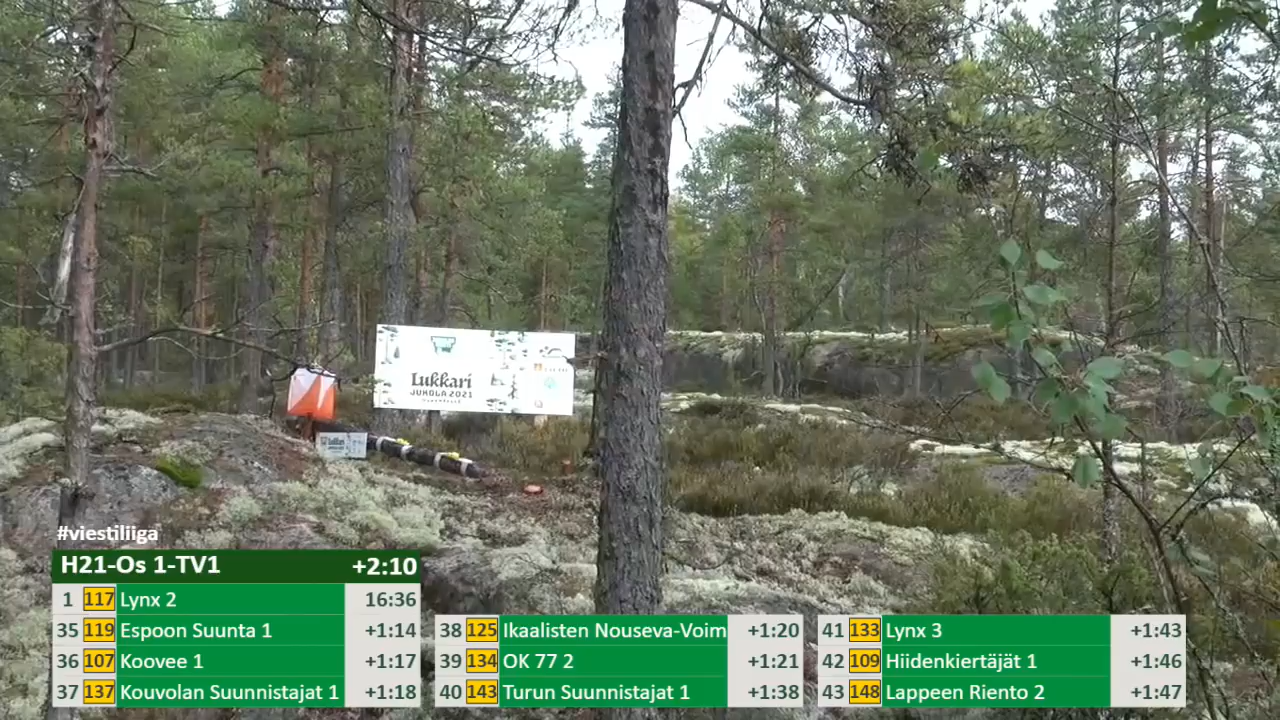 Lukkari
JUKOLA 2021
#viestiliiga
H21-Os 1-TV1 +2:10
1 117 Lynx 2 16:36
35 119 Espoon Suunta 1 +1:14
36 107 Koovee 1 +1:17
37 137 Kouvolan Suunnistajat 1 +1:18
38 125 Ikaalisten Nouseva-Voim +1:20
39 134 OK 77 2 +1:21
40 143 Turun Suunnistajat 1 +1:38
41 133 Lynx 3 +1:43
42 109 Hiidenkiertäjät 1 +1:46
43 148 Lappeen Riento 2 +1:47